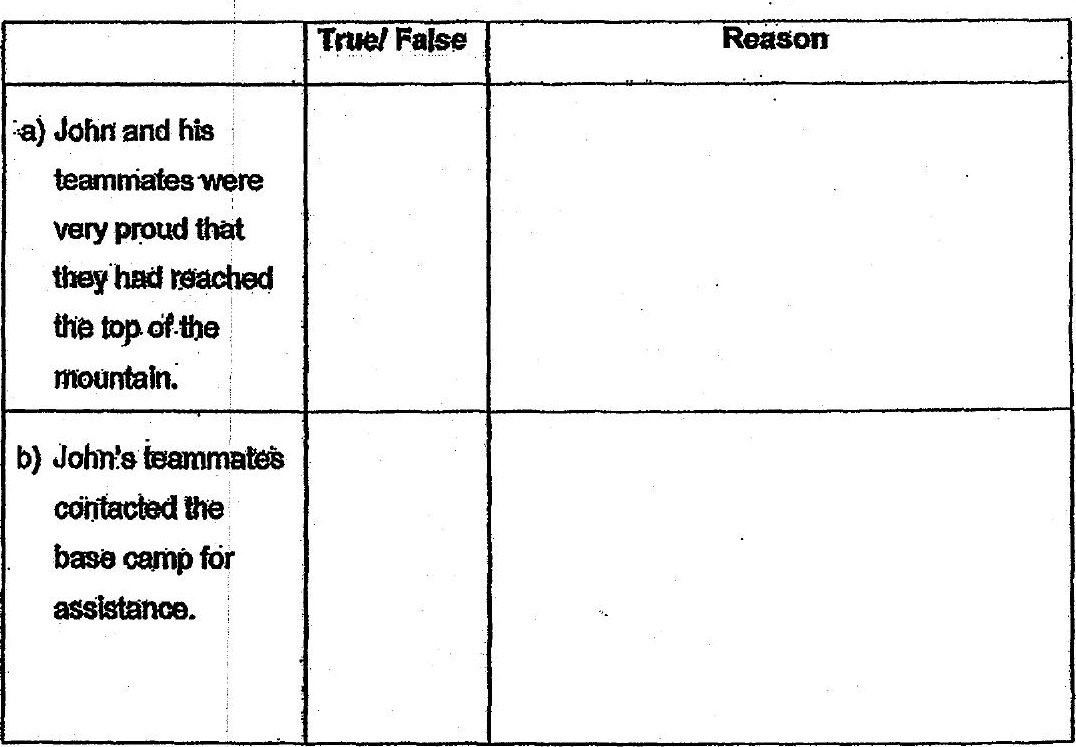 True/ False
Reason
a) John and his
teammates were
very proud that
they had reached
the top of the
mountain.
b) John's teammates
contacted the
base camp for
assistance.